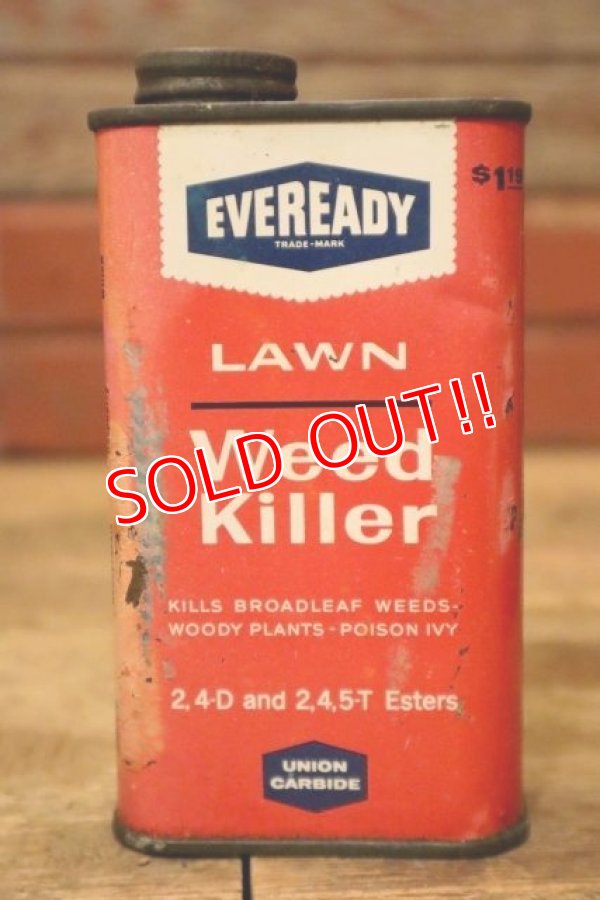 $1.19
EVEREADY
TRADE-MARK
LAWN
Weed
SOLD OUT!!
Killer
KILLS BROADLEAF WEEDS-
WOODY PLANTS-POISON IVY
2,4-D and 2,4,5-T Esters
UNION
CARBIDE